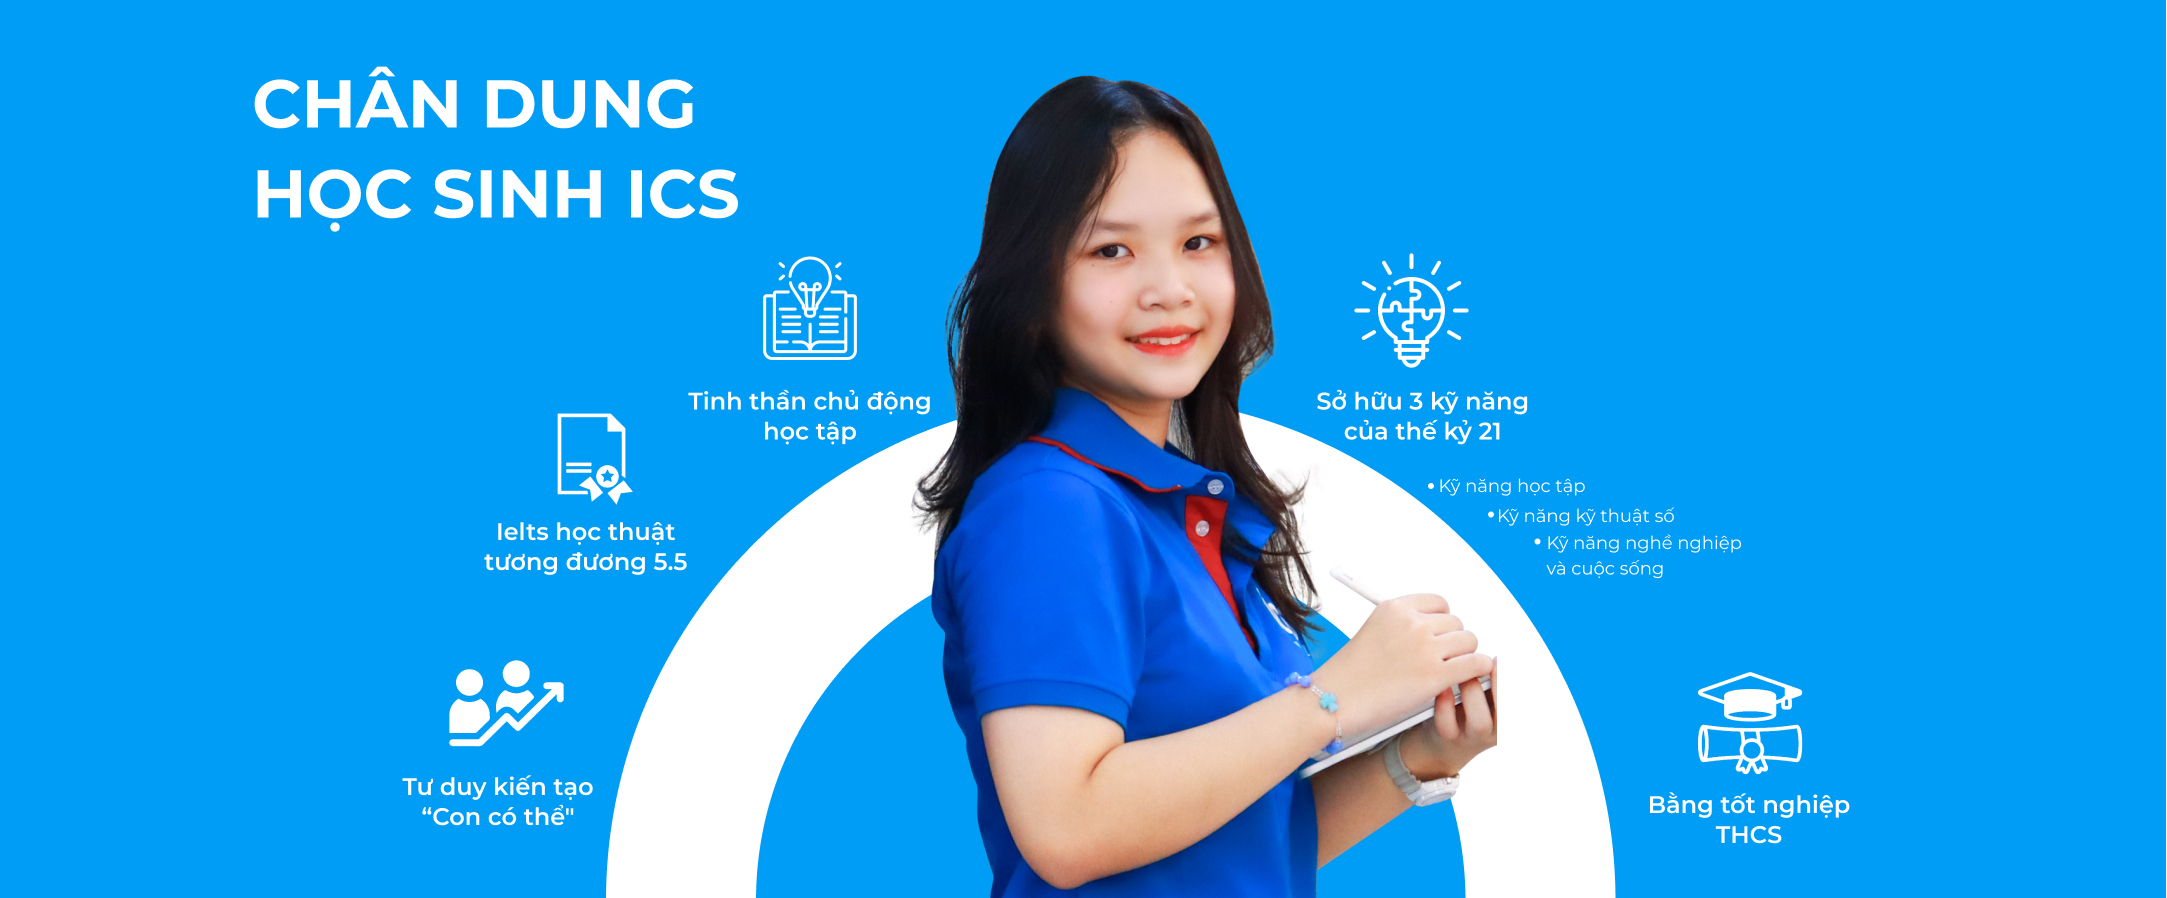 CHÂN DUNG
HỌC SINH ICS
Tinh thần chủ động
học tập
Ielts học thuật
tương đương 5.5
Tư duy kiến tạo
“Con có thể"
Sở hữu 3 kỹ năng
của thế kỷ 21
• Kỹ năng học tập
• Kỹ năng kỹ thuật số
• Kỹ năng nghề nghiệp
và cuộc sống
Bằng tốt nghiệp
THCS